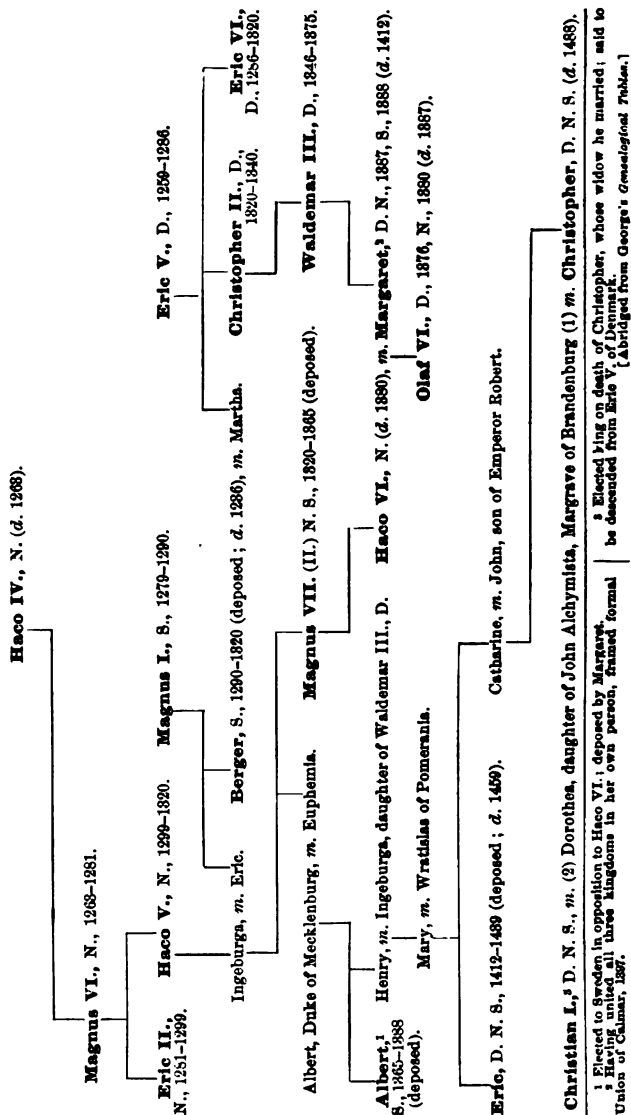 Haco IV., N. (d. 1263).
Magnus VI., N., 1263–1281.
Eric V., D., 1259–1286.
Eric II.,
N., 1281–1299.
Haco V., N., 1299–1320.
Magnus I., S., 1279–1290.
Christopher II., D.,
1320–1340.
Eric VI.,
D., 1286–1320.
Ingeburga, m. Eric.
Berger, S., 1290–1320 (deposed; d. 1286), m. Martha.
Albert, Duke of Mecklenburg, m. Euphemia.
Magnus VII. (II.) N. S., 1320–1365 (deposed).
Waldemar III., D., 1346–1375.
Albert,¹
S., 1365–1388
(deposed).
Henry, m. Ingeburga, daughter of Waldemar III., D.
Haco VI., N. (d. 1380), m. Margaret,² D. N., 1387, S., 1388 (d. 1412).
Mary, m. Wratislas of Pomerania.
Olaf VI., D., 1376, N., 1380 (d. 1387).
Eric, D. N. S., 1412–1439 (deposed; d. 1459).
Catharine, m. John, son of Emperor Robert.
Christian I.,³ D. N. S., m. (2) Dorothea, daughter of John Alchymista, Margrave of Brandenburg (1) m. Christopher, D. N. S. (d. 1488).
¹ Elected to Sweden in opposition to Haco VI.; deposed by Margaret.
² Having united all three kingdoms in her own person, framed formal
Union of Calmar, 1397.
³ Elected king on death of Christopher, whose widow he married; said to
be descended from Eric V. of Denmark.
[Abridged from George's Genealogical Tables.]